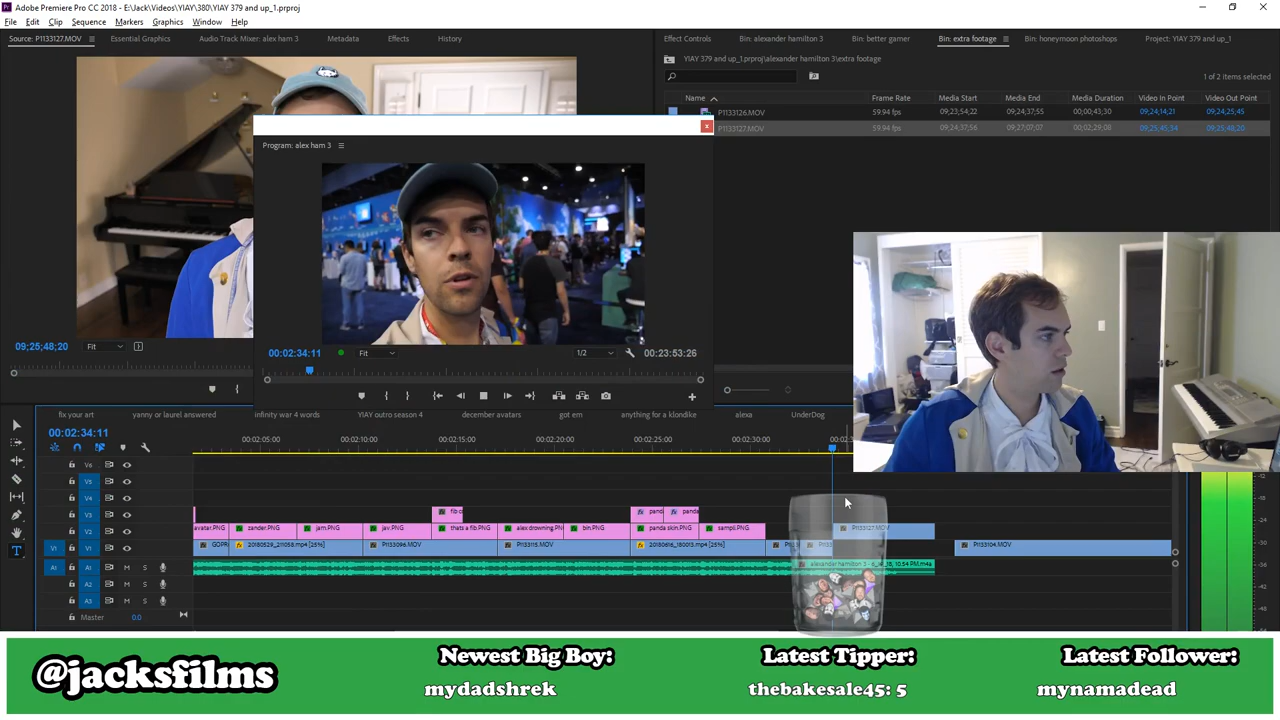 Adobe Premiere Pro CC 2018 - E:\Jack\Videos\YIAY\380\YIAY 379 and up_1.prproj
File Edit Clip Sequence Markers Graphics Window Help
Source: P1133127.MOV Essential Graphics Audio Track Mixer: alex ham 3 Metadata Effects History
Effect Controls Bin: alexander hamilton 3 Bin: better gamer Bin: extra footage Bin: honeymoon photoshops Project: YIAY 379 and up_1
YIAY 379 and up_1.prproj\alexander hamilton 3\extra footage
1 of 2 Items selected
Name Frame Rate Media Start Media End Media Duration Video In Point Video Out Point
P1133126.MOV 59.94 fps 09;23;54;22 09;24;37;55 00;00;43;30 09;24;14;21 09;24;25;45
P1133127.MOV 59.94 fps 09;24;37;56 09;27;07;07 00;02;29;08 09;25;45;34 09;25;48;20
Program: alex ham 3
09;25;48;20 Fit
00:02:34:11 Fit 1/2 00:23:53:26
fix your art yanny or laurel answered infinity war 4 words YIAY outro season 4 december avatars got em anything for a klondike alexa UnderDog
00:02:34:11
00:02:05:00 00:02:10:00 00:02:15:00 00:02:20:00 00:02:25:00 00:02:30:00
V6
V5
V3 fib c pand pand
V2 avatar.PNG zander.PNG jam.PNG jav.PNG thats a fib.PNG alex drowning.PNG bin.PNG panda skin.PNG sampil.PNG P1133127.MOV
V1 V1 GOPR 20180529_211058.mp4 [25%] P1133096.MOV P1133115.MOV 20180616_180013.mp4 [25%] P1133104.MOV
A1 A1 alexander hamilton 3 - 10:54 PM.m4a
A2 M S
A3 M S
Master 0.0
@jacksfilms
Newest Big Boy:
mydadshrek
Latest Tipper:
thebakesale45: 5
Latest Follower:
mynamadead